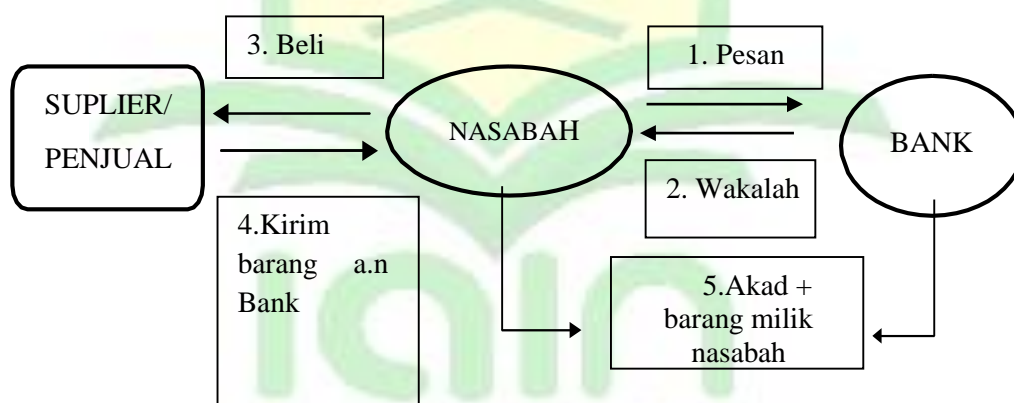 3. Beli
1. Pesan
SUPLIER/
PENJUAL
NASABAH
BANK
2. Wakalah
4.Kirim
barang a.n
Bank
5.Akad +
barang milik
nasabah
iain